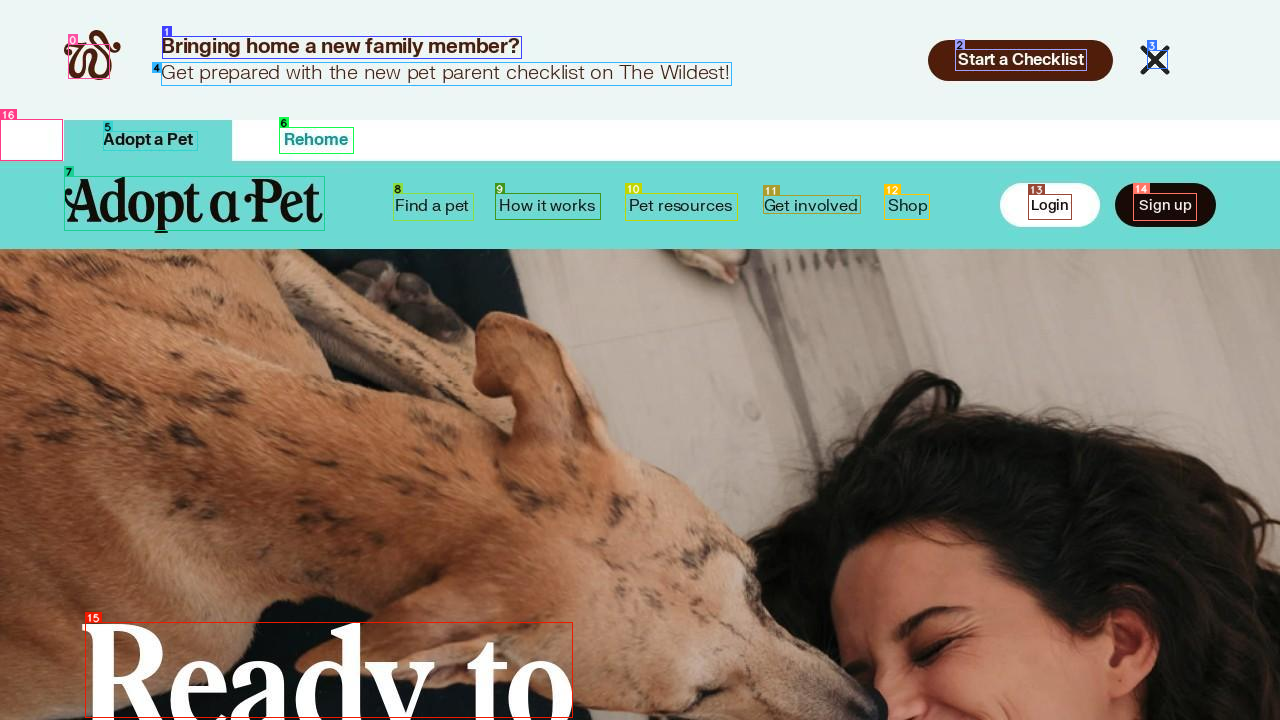 Bringing home a new family member?
Get prepared with the new pet parent checklist on The Wildest!
Start a Checklist
Adopt a Pet
Rehome
Adopt a Pet
Find a pet
How it works
Pet resources
Get involved
Shop
Login
Sign up
Ready to
0
1
2
3
4
5
6
7
8
9
10
11
12
13
14
15
16